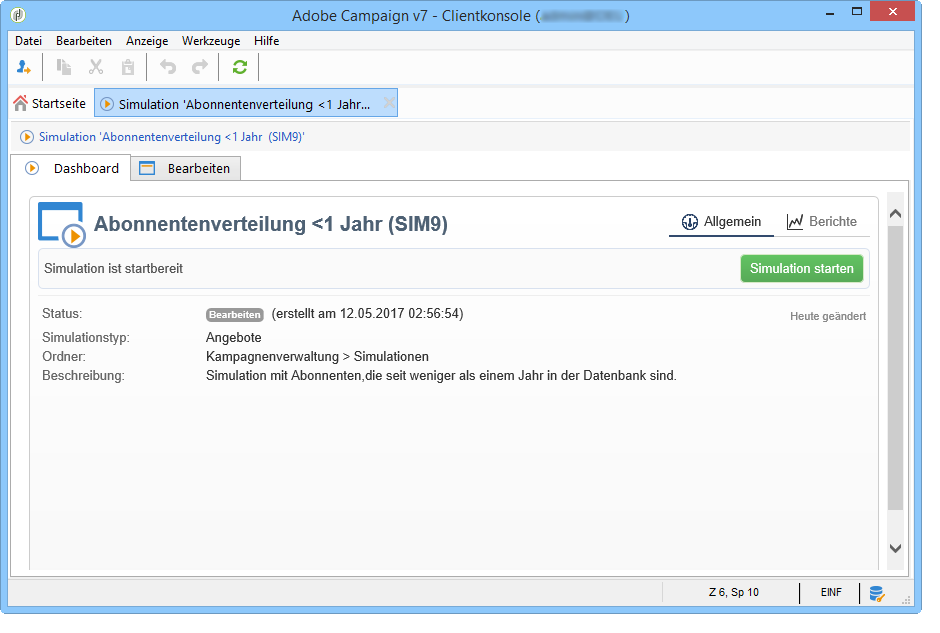 Adobe Campaign v7 - Clientkonsole ( )
Datei Bearbeiten Anzeige Werkzeuge Hilfe
Startseite Simulation 'Abonnentenverteilung <1 Jahr...
Simulation 'Abonnentenverteilung <1 Jahr (SIM9)'
Dashboard Bearbeiten
Abonnentenverteilung <1 Jahr (SIM9) Allgemein Berichte
Simulation ist startbereit Simulation starten
Status: Bearbeiten (erstellt am 12.05.2017 02:56:54) Heute geändert
Simulationstyp: Angebote
Ordner: Kampagnenverwaltung > Simulationen
Beschreibung: Simulation mit Abonnenten,die seit weniger als einem Jahr in der Datenbank sind.
Z 6, Sp 10 EINF